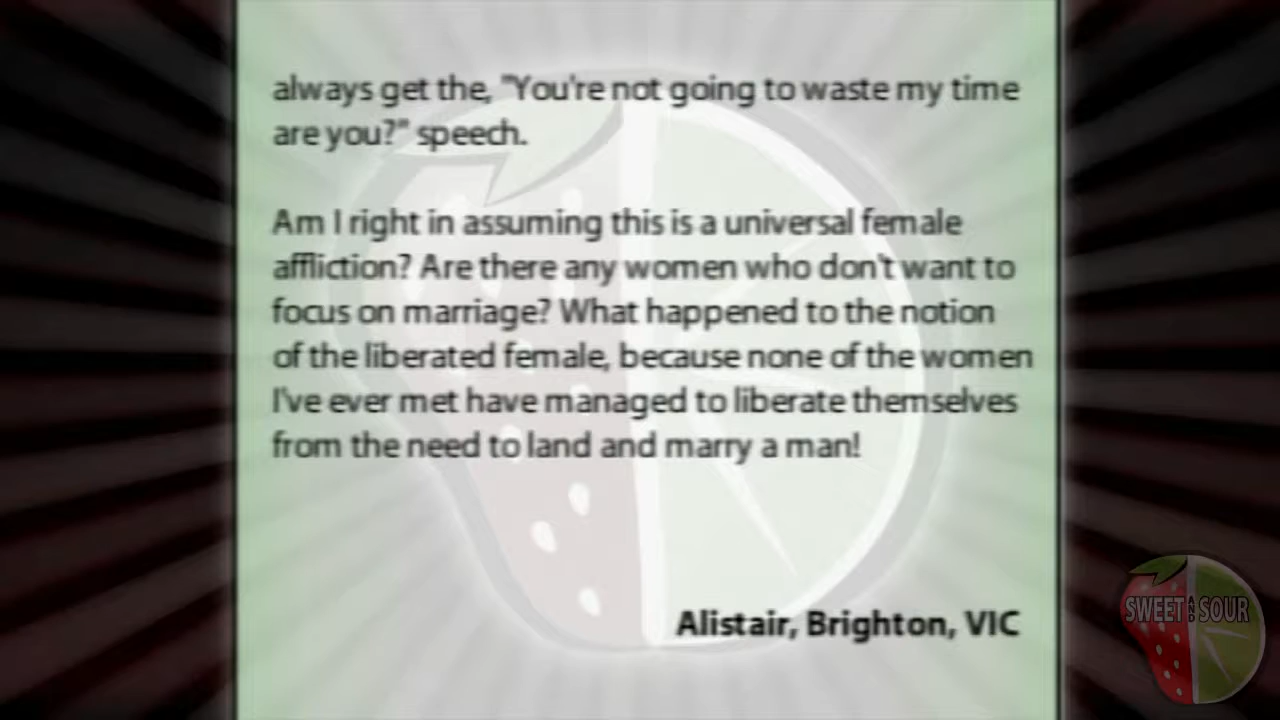 always get the, "You're not going to waste my time
are you?" speech.
Am I right in assuming this is a universal female
affliction? Are there any women who don't want to
focus on marriage? What happened to the notion
of the liberated female, because none of the women
I've ever met have managed to liberate themselves
from the need to land and marry a man!
Alistair, Brighton, VIC
SWEET AND SOUR